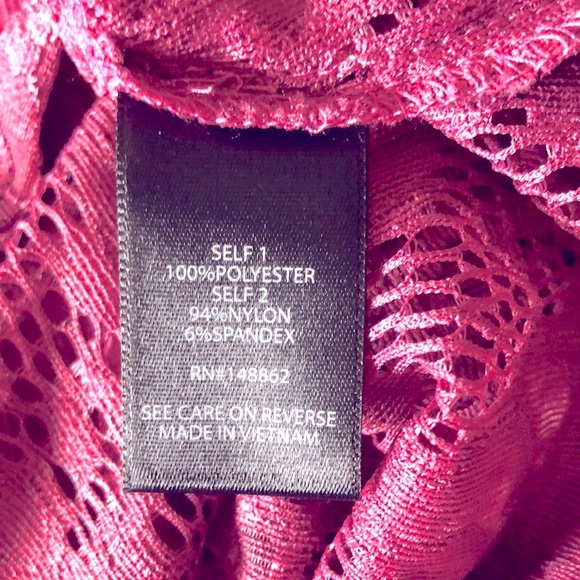 SELF 1
100%POLYESTER
SELF 2
94%NYLON
6%SPANDEX
RN#148862
SEE CARE ON REVERSE
MADE IN VIETNAM